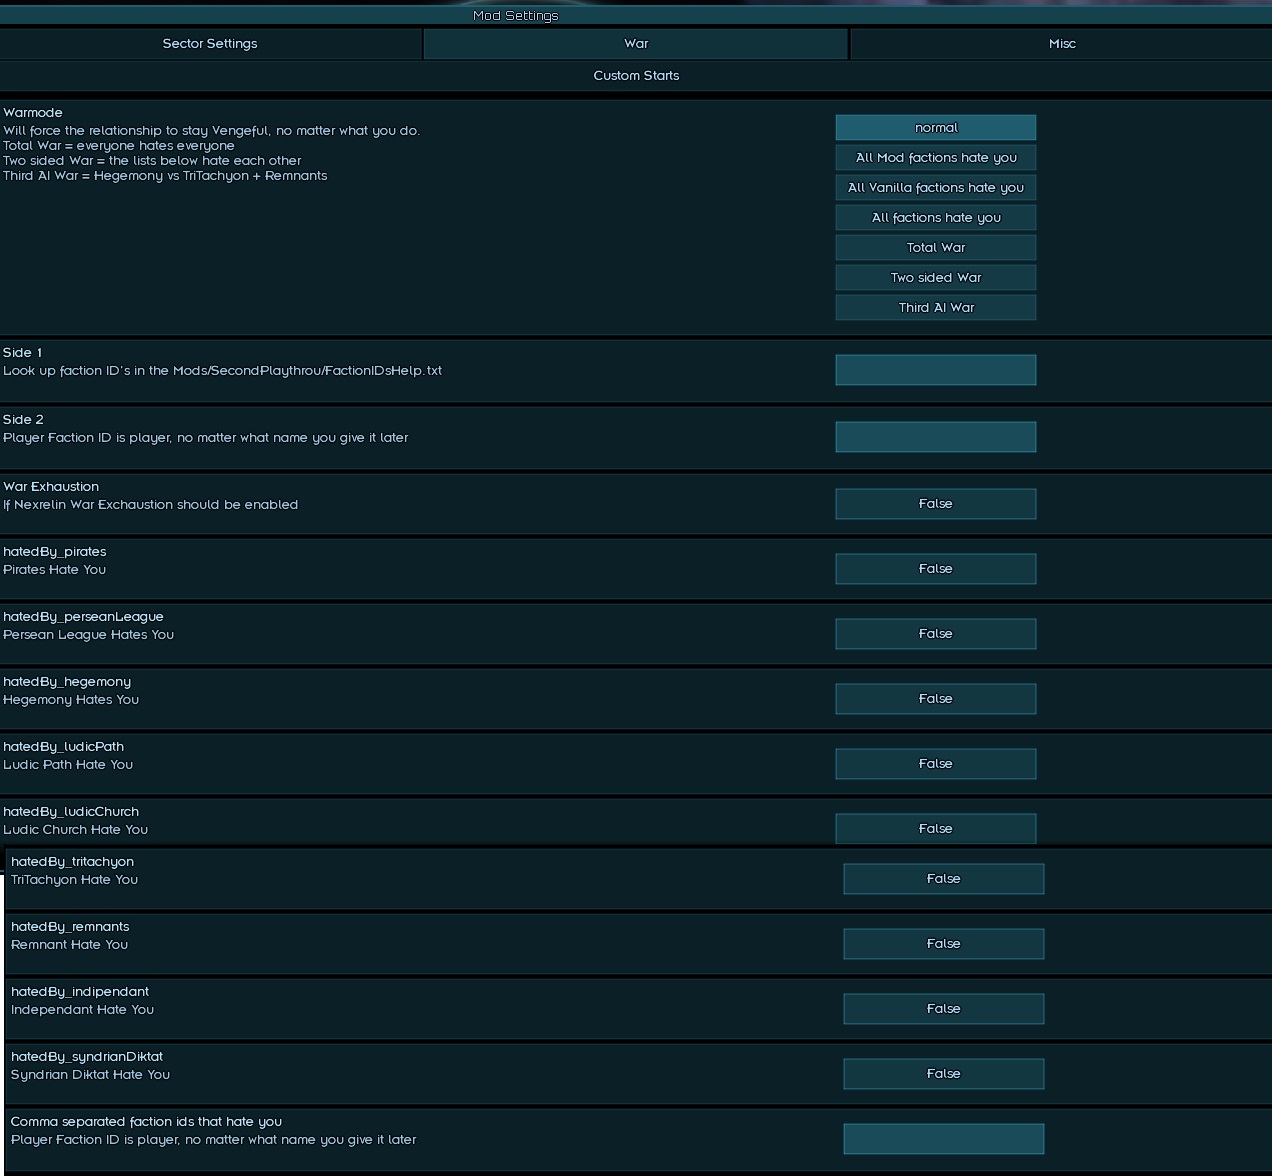 Mod Settings
Sector Settings
War
Misc
Custom Starts
Warmode
Will force the relationship to stay Vengeful, no matter what you do.
Total War = everyone hates everyone
Two sided War = the lists below hate each other
Third AI War = Hegemony vs TriTachyon + Remnants
normal
All Mod factions hate you
All Vanilla factions hate you
All factions hate you
Total War
Two sided War
Third AI War
Side 1
Look up faction ID's in the Mods/SecondPlaythrou/FactionIDsHelp.txt
Side 2
Player Faction ID is player, no matter what name you give it later
War Exhaustion
If Nexrelin War Exchaustion should be enabled
False
hatedBy_pirates
Pirates Hate You
False
hatedBy_perseanLeague
Persean League Hates You
False
hatedBy_hegemony
Hegemony Hates You
False
hatedBy_ludicPath
Ludic Path Hate You
False
hatedBy_ludicChurch
Ludic Church Hate You
False
hatedBy_tritachyon
TriTachyon Hate You
False
hatedBy_remnants
Remnant Hate You
False
hatedBy_indipendant
Independant Hate You
False
hatedBy_syndrianDiktat
Syndrian Diktat Hate You
False
Comma separated faction ids that hate you
Player Faction ID is player, no matter what name you give it later